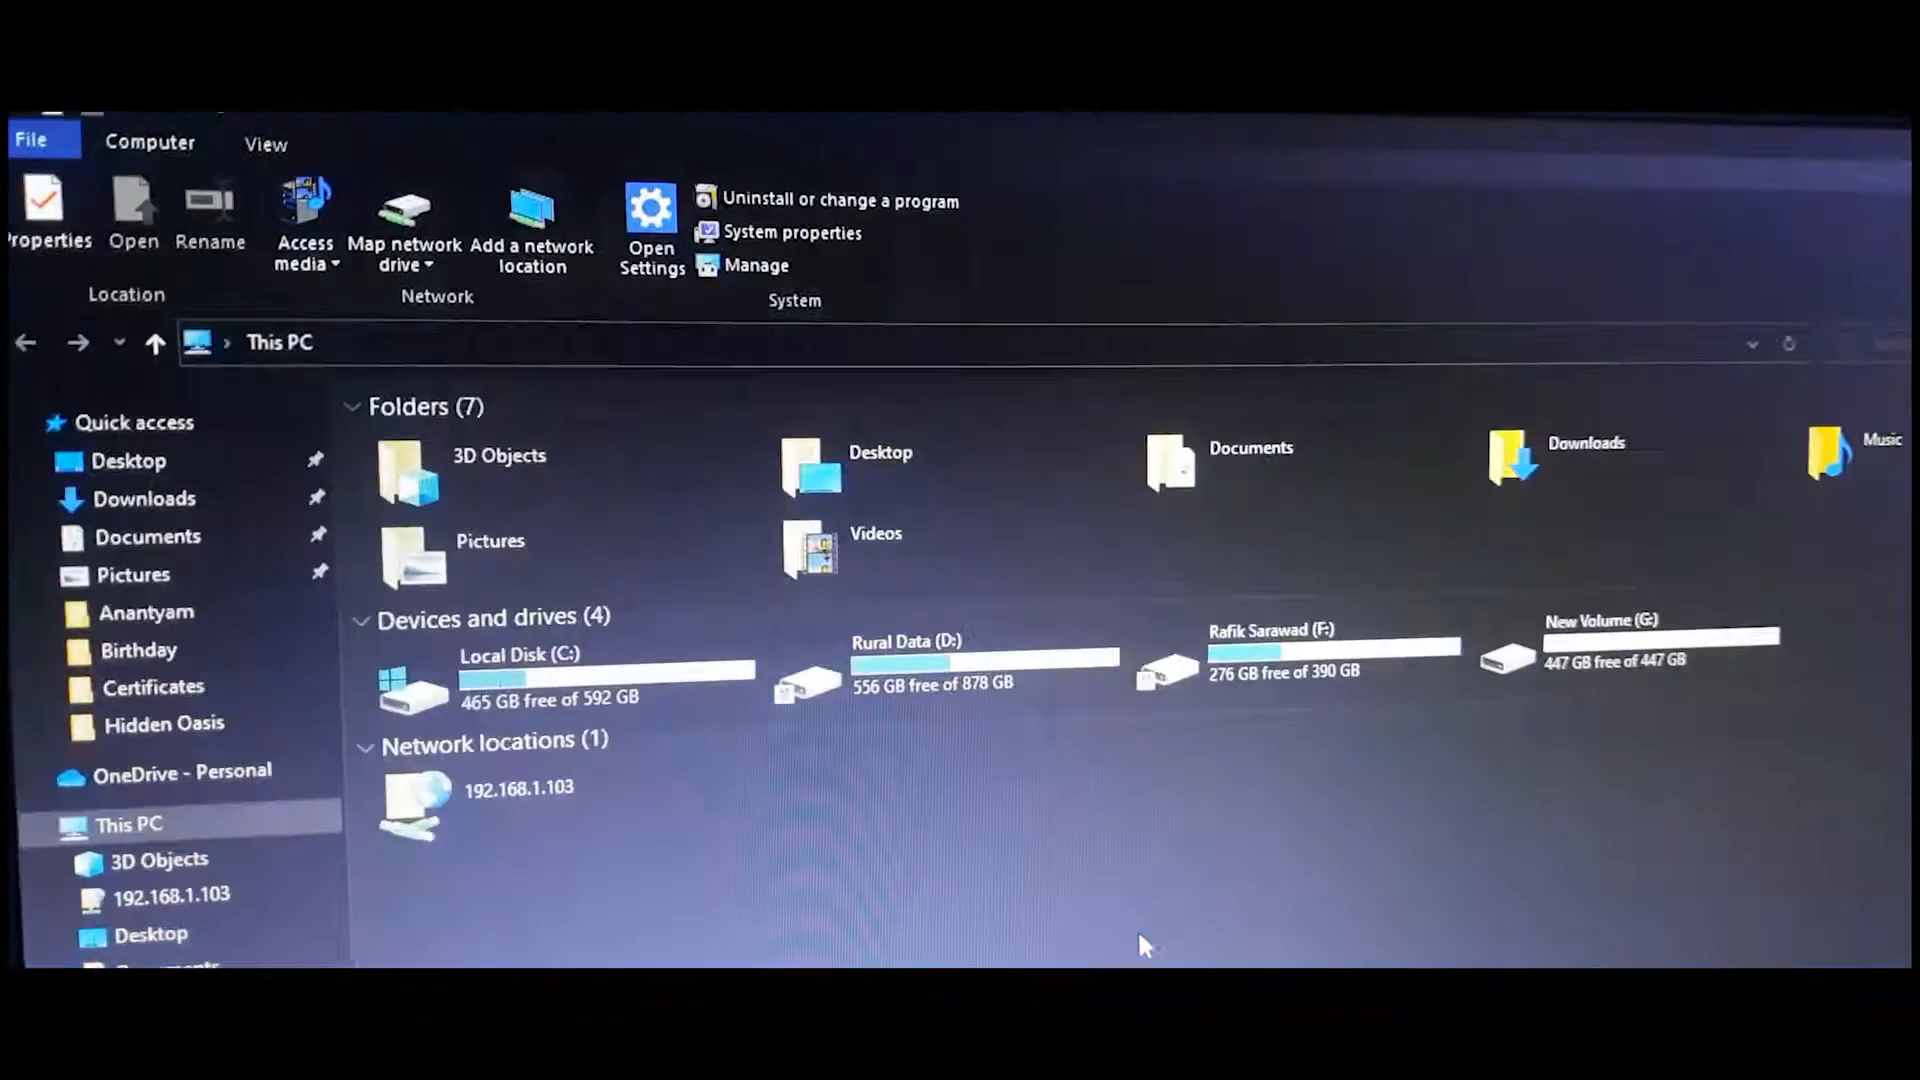 File Computer View
Properties Open Rename Access media Map network drive Add a network location Open Settings Uninstall or change a program
System properties
Manage
Location Network System
This PC
Quick access
Desktop
Downloads
Documents
Pictures
Anantyam
Birthday
Certificates
Hidden Oasis
OneDrive - Personal
This PC
3D Objects
192.168.1.103
Desktop
Folders (7)
3D Objects Desktop Documents Downloads Music
Pictures Videos
Devices and drives (4)
Local Disk (C:)
465 GB free of 592 GB
Rural Data (D:)
556 GB free of 878 GB
Rafik Sarawad (F:)
276 GB free of 390 GB
New Volume (G:)
447 GB free of 447 GB
Network locations (1)
192.168.1.103